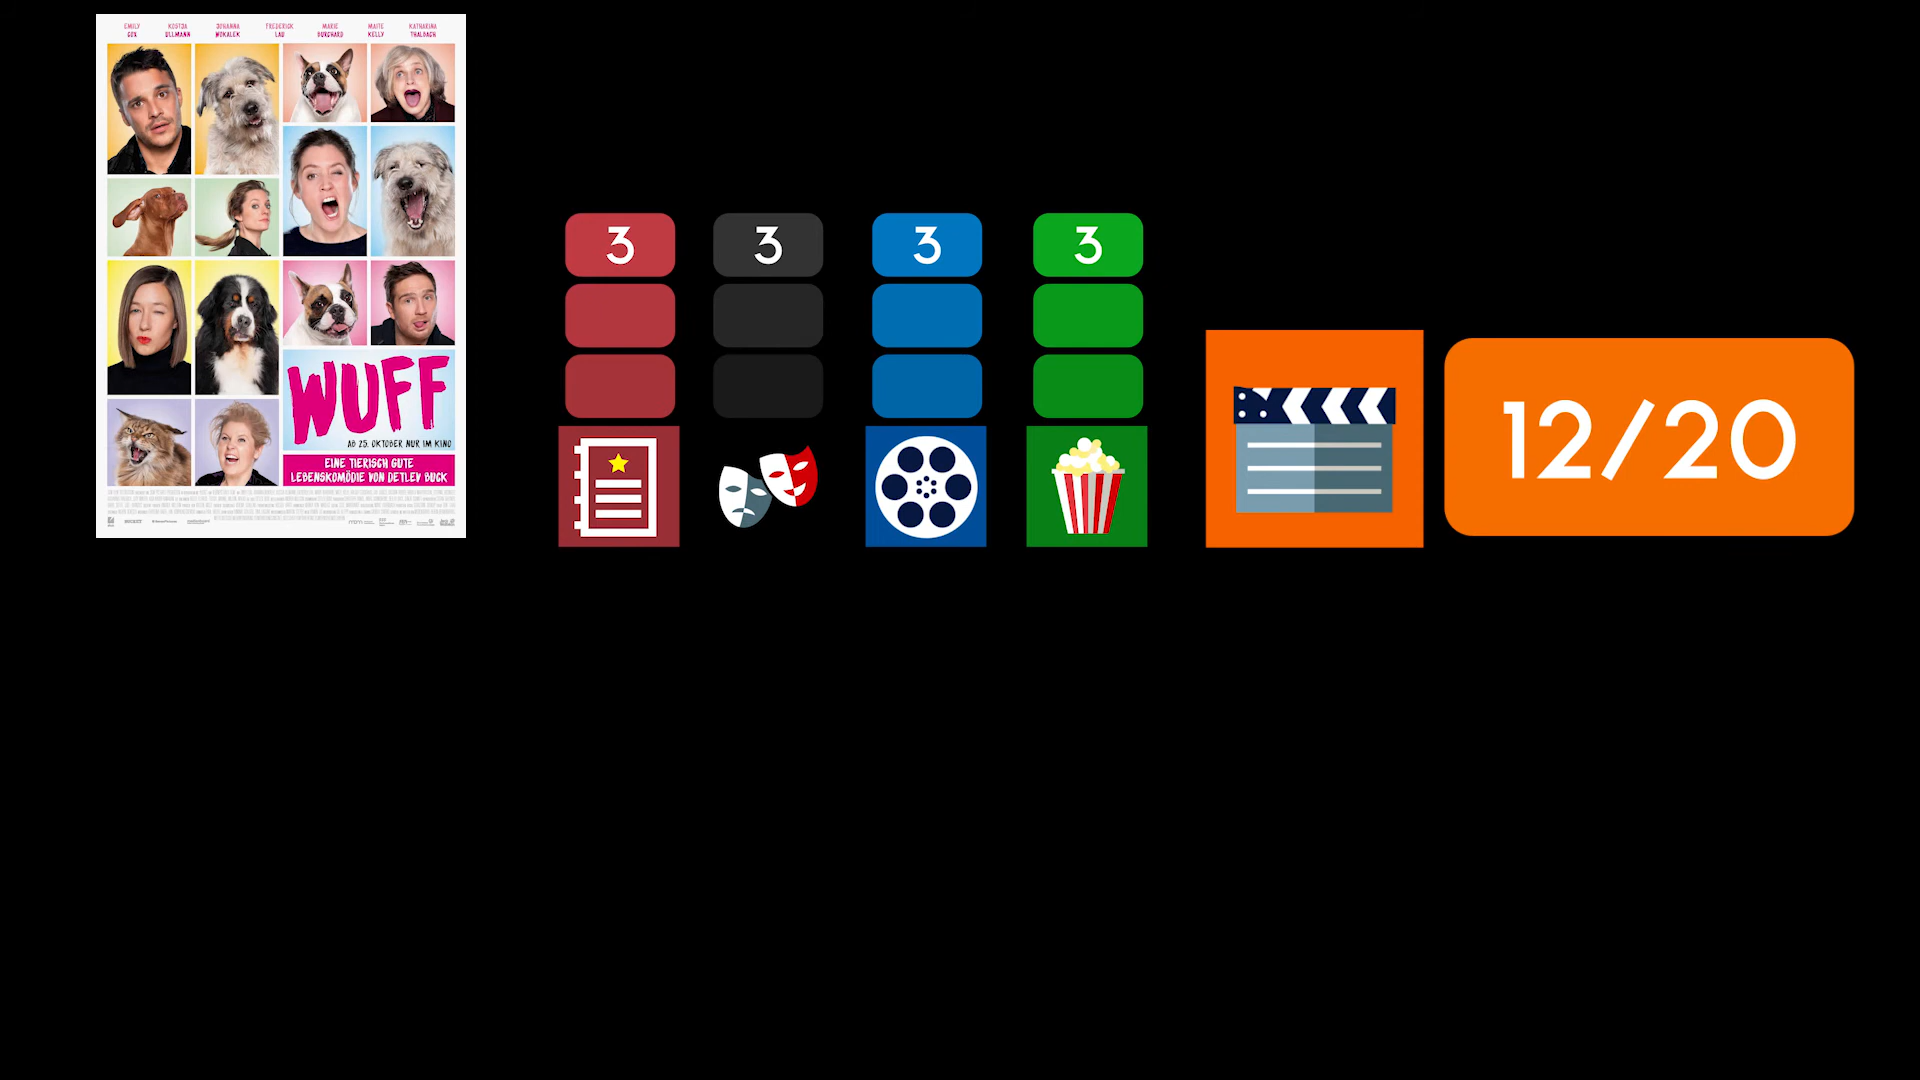 EMILY COX
KOSTJA ULLMANN
JOHANNA WOKALEK
FREDERICK LAU
MARIE BURCHARD
MAITE KELLY
KATHARINA THALBACH
WUFF
AB 25. OKTOBER NUR IM KINO
EINE TIERISCH GUTE
LEBENSKOMÖDIE VON DETLEV BUCK
3 3 3 3
12/20